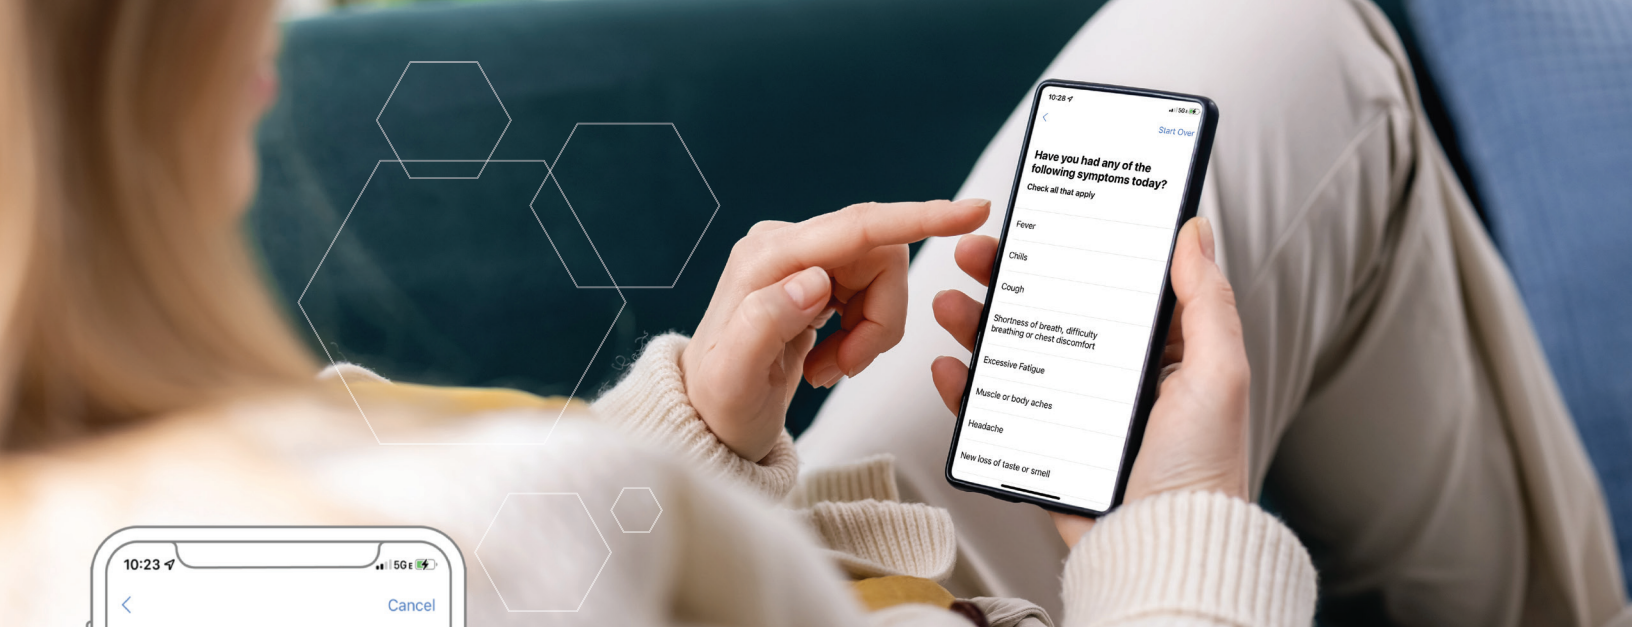 10:28
5GE
Start Over
Have you had any of the
following symptoms today?
Check all that apply
Fever
Chills
Cough
Shortness of breath, difficulty
breathing or chest discomfort
Excessive Fatigue
Muscle or body aches
Headache
New loss of taste or smell
10:23
5GE
Cancel